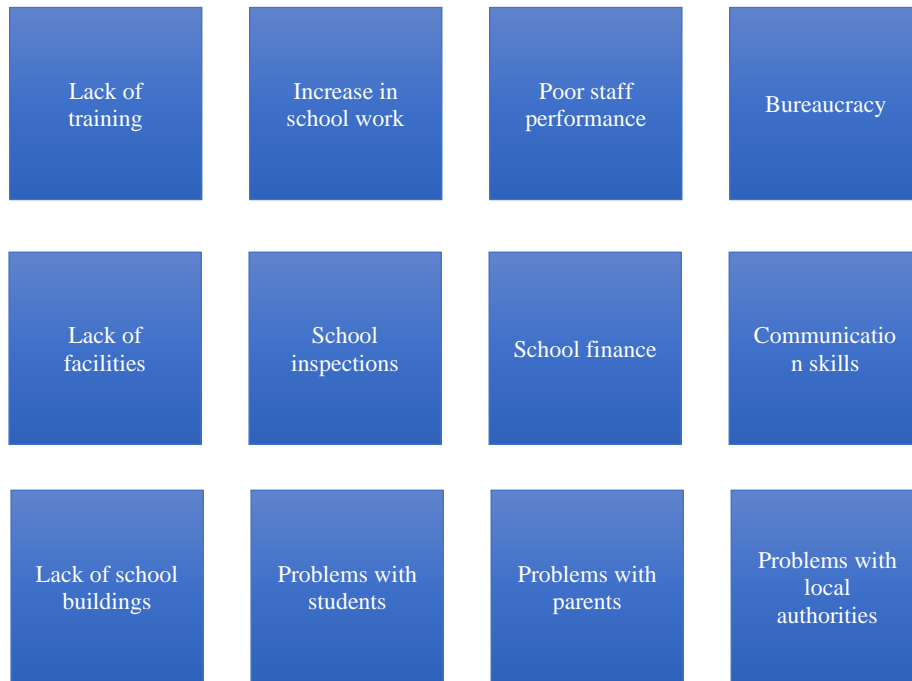 Lack of
training
Increase in
school work
Poor staff
performance
Bureaucracy
Lack of
facilities
School
inspections
School finance
Communicatio
n skills
Lack of school
buildings
Problems with
students
Problems with
parents
Problems with
local
authorities